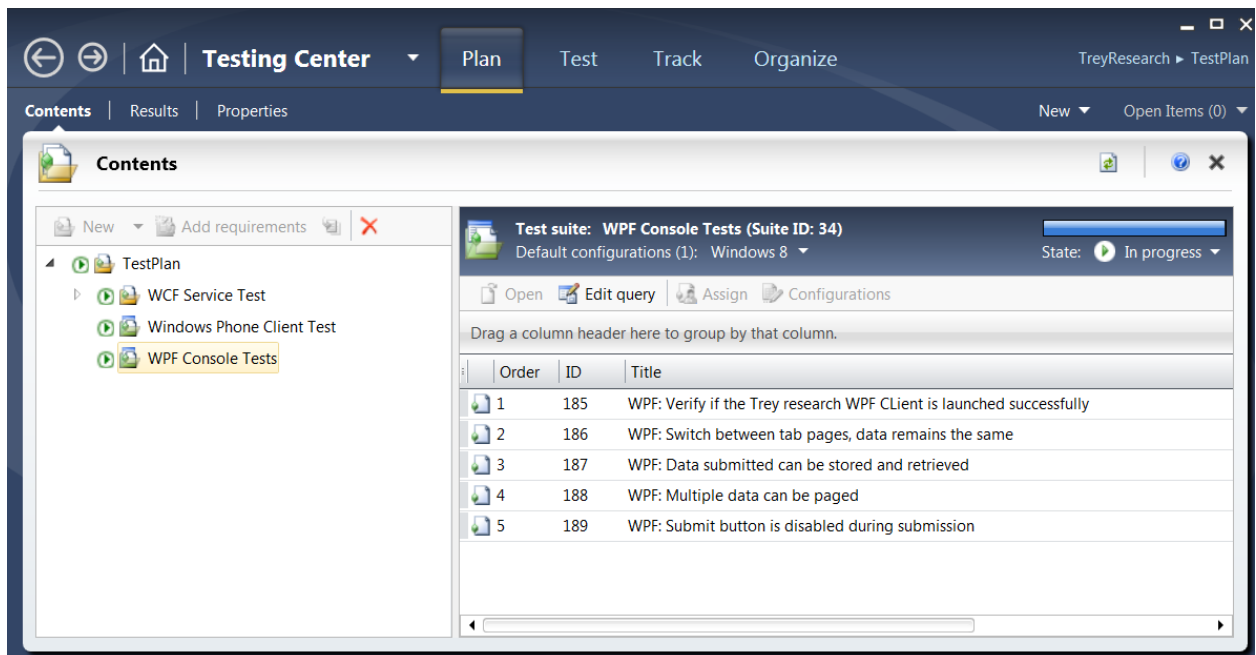 Testing Center
Plan
Test
Track
Organize
TreyResearch ▸ TestPlan
Contents
Results
Properties
New
Open Items (0)
Contents
New
Add requirements
TestPlan
WCF Service Test
Windows Phone Client Test
WPF Console Tests
Test suite: WPF Console Tests (Suite ID: 34)
Default configurations (1): Windows 8
State: In progress
Open
Edit query
Assign
Configurations
Drag a column header here to group by that column.
Order ID Title
1 185 WPF: Verify if the Trey research WPF CLient is launched successfully
2 186 WPF: Switch between tab pages, data remains the same
3 187 WPF: Data submitted can be stored and retrieved
4 188 WPF: Multiple data can be paged
5 189 WPF: Submit button is disabled during submission